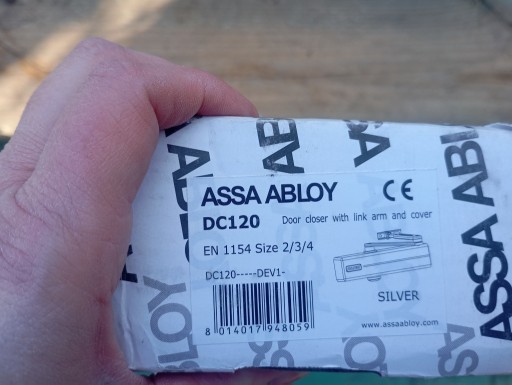 ASSA ABLOY CE
DC120 Door closer with link arm and cover
EN 1154 Size 2/3/4
DC120-----DEV1-
SILVER
8 014017 948059
www.assaabloy.com
ASSA ABL